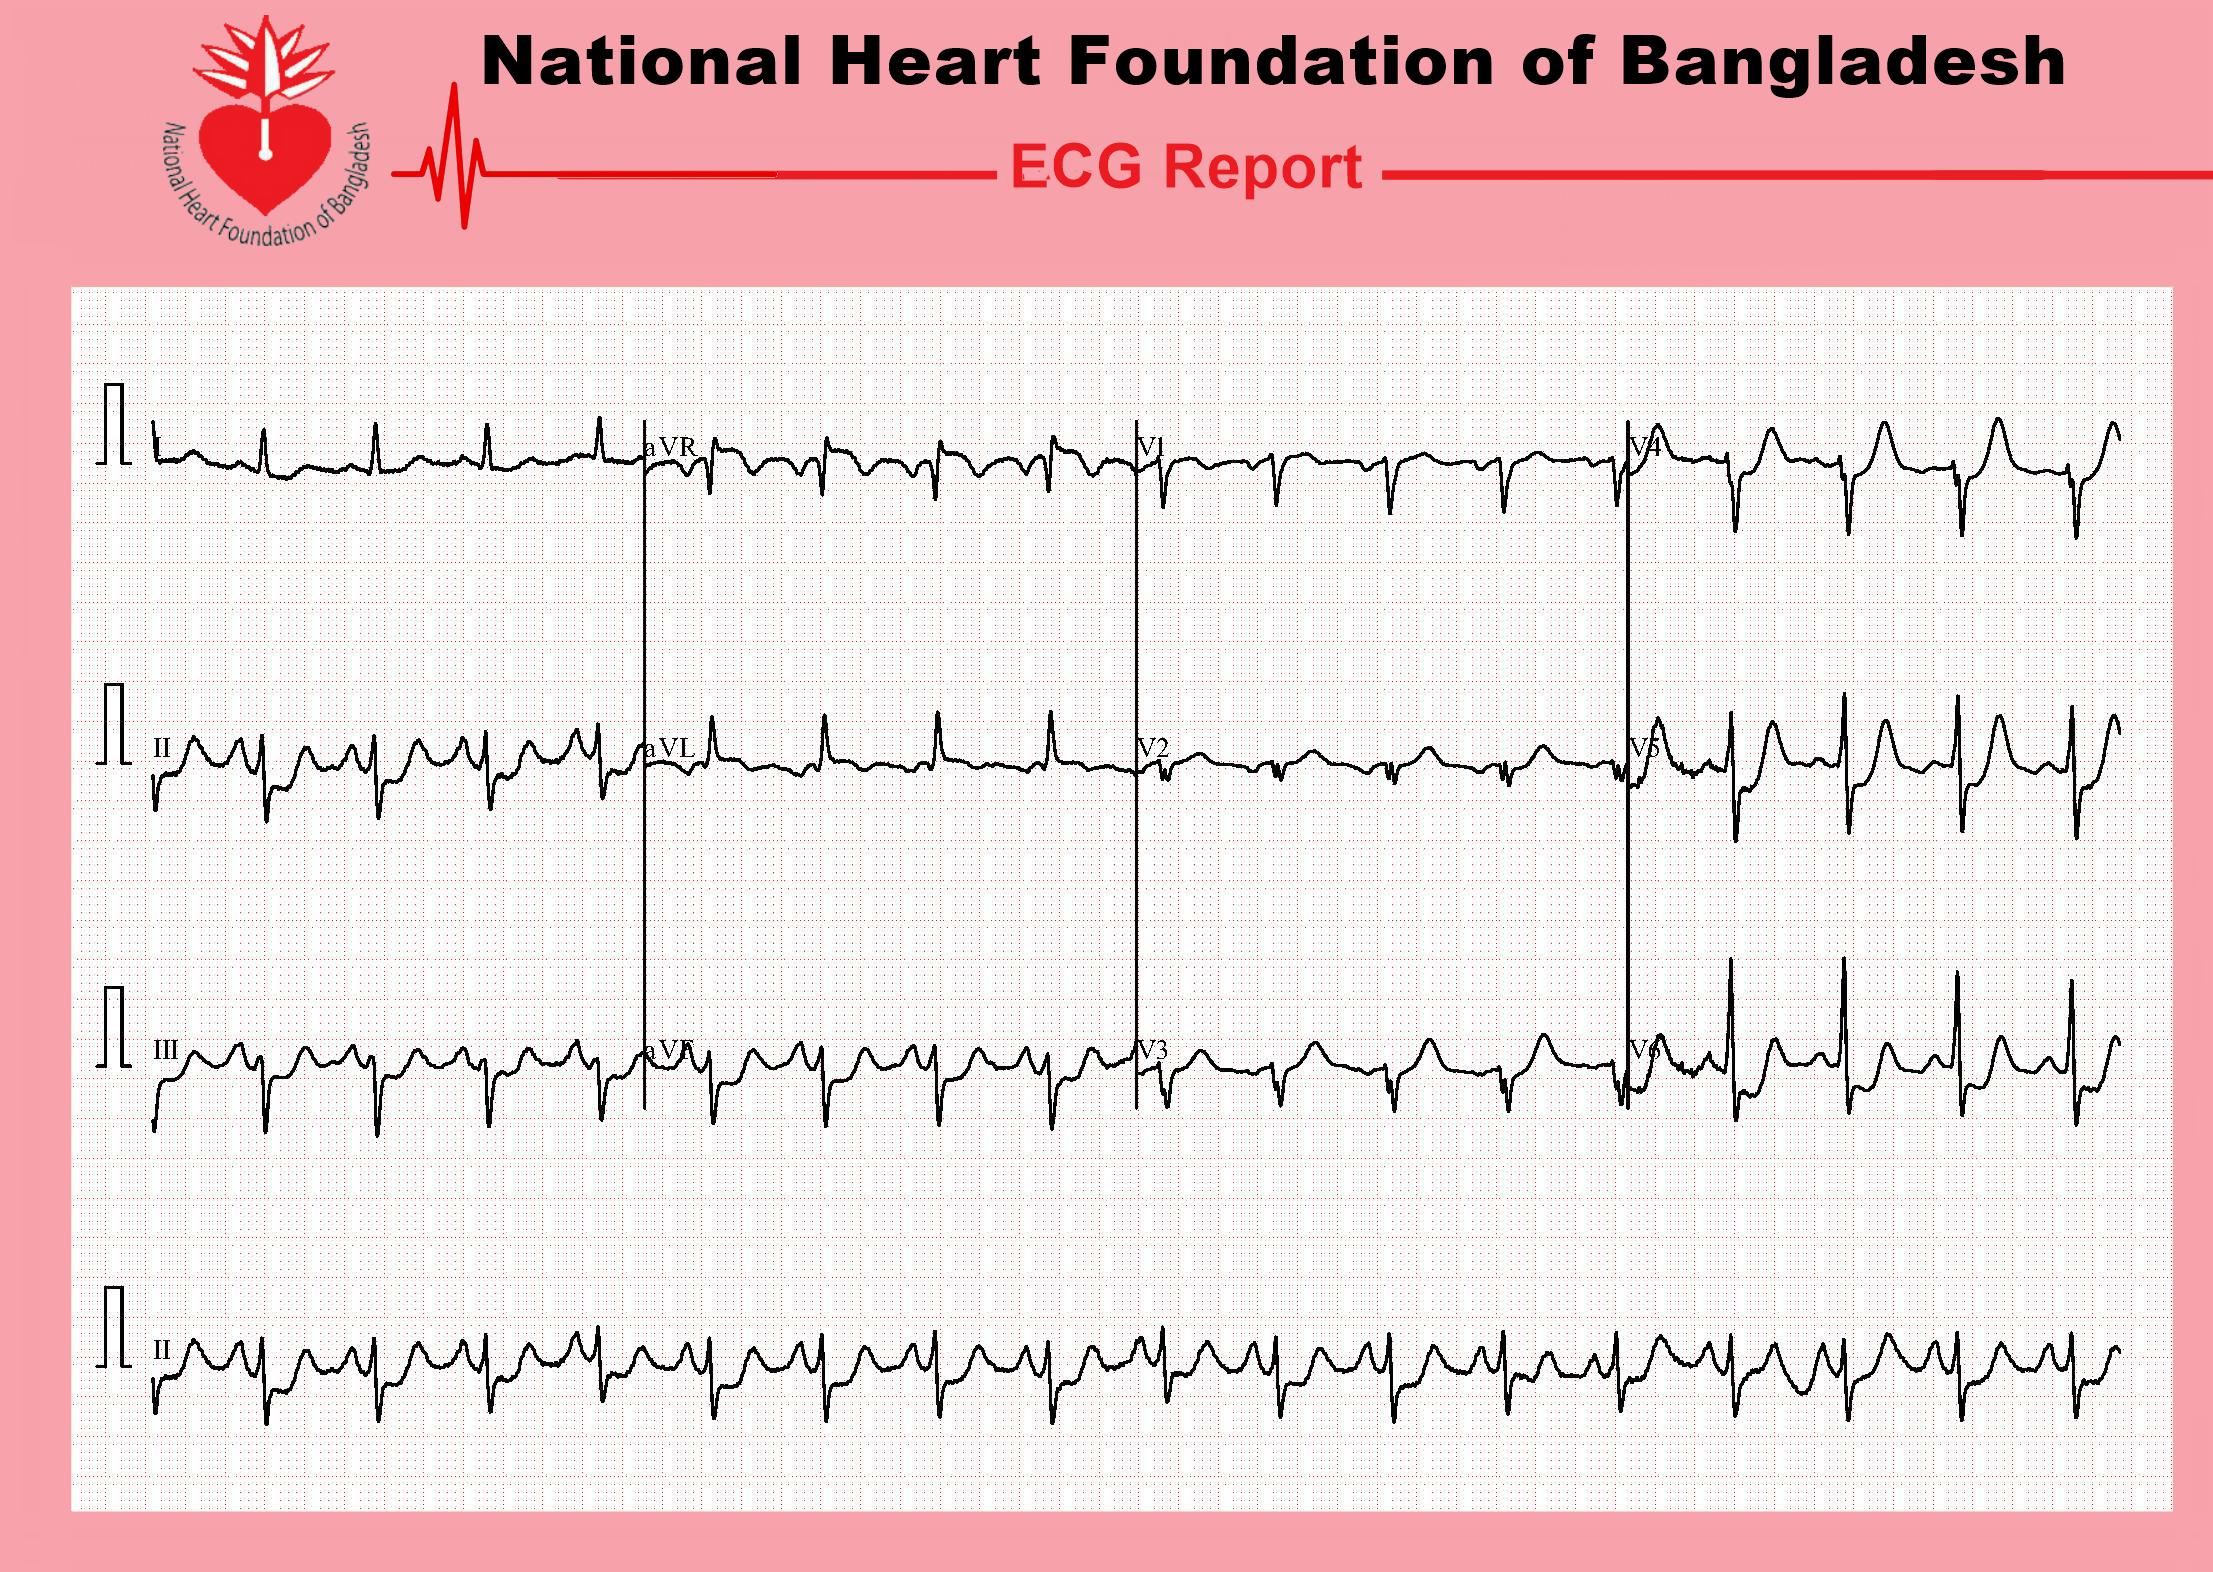 National Heart Foundation of Bangladesh
National Heart Foundation of Bangladesh
ECG Report
aVR
V1
V4
II
aVL
V2
V5
III
aVF
V3
V6
II